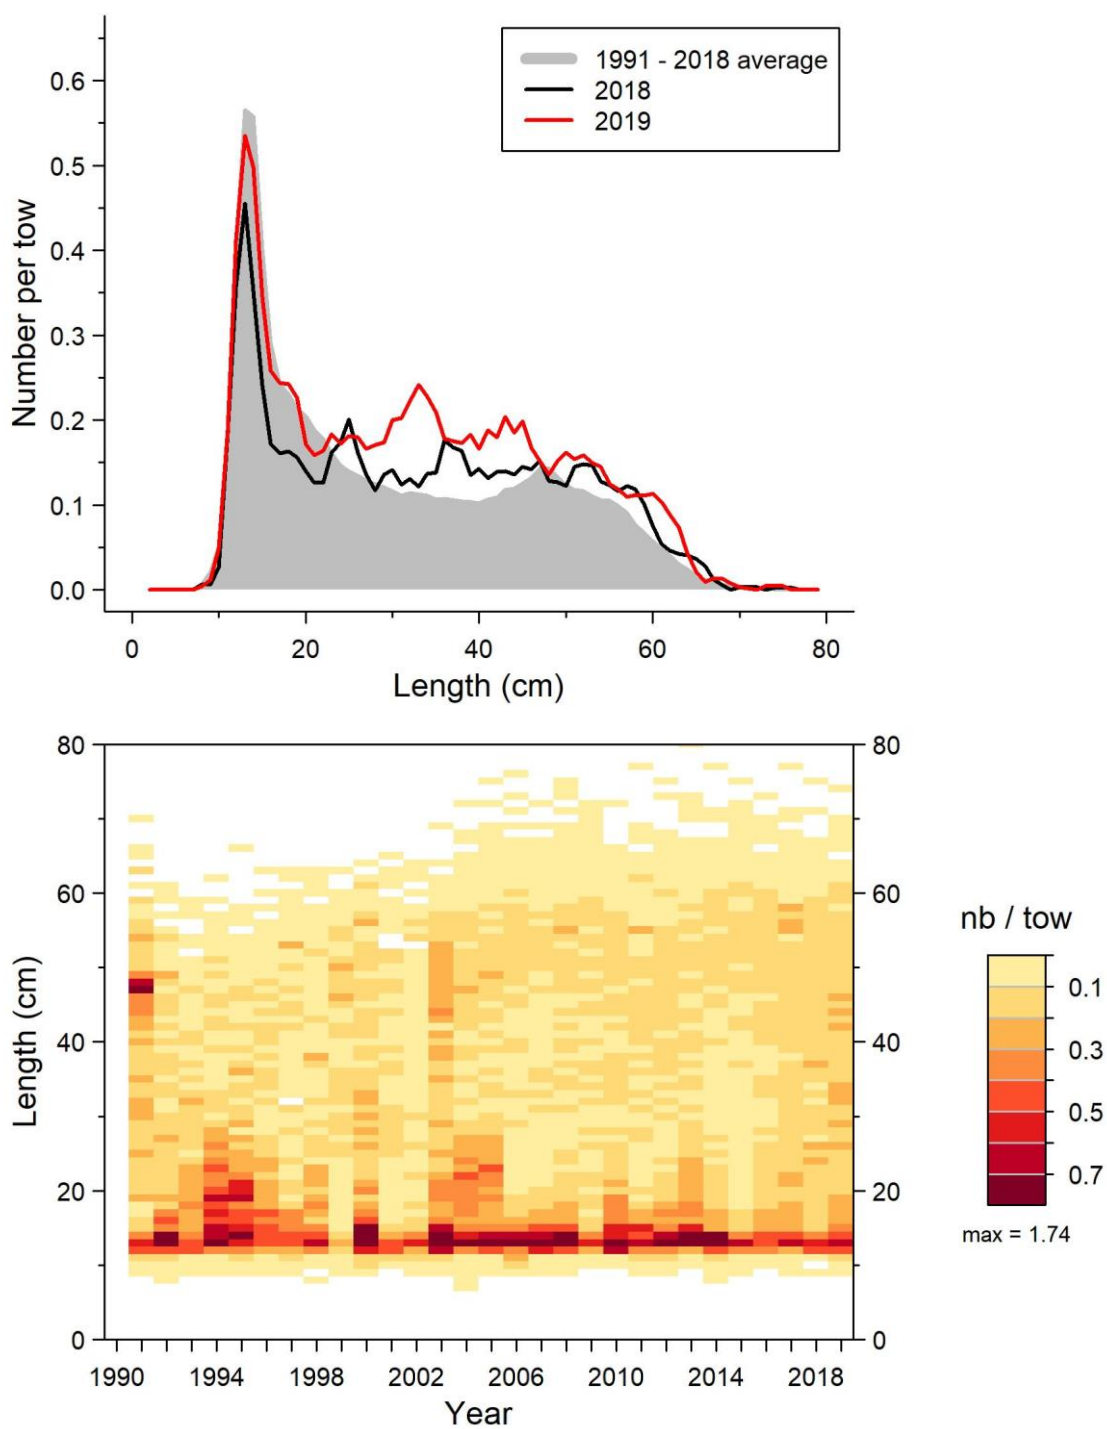 1991 - 2018 average
2018
2019
0.6
0.5
0.4
0.3
0.2
0.1
0.0
Number per tow
0 20 40 60 80
Length (cm)
80 80
60 60
40 40
20 20
0 0
Length (cm)
1990 1994 1998 2002 2006 2010 2014 2018
Year
nb / tow
0.1
0.3
0.5
0.7
max = 1.74